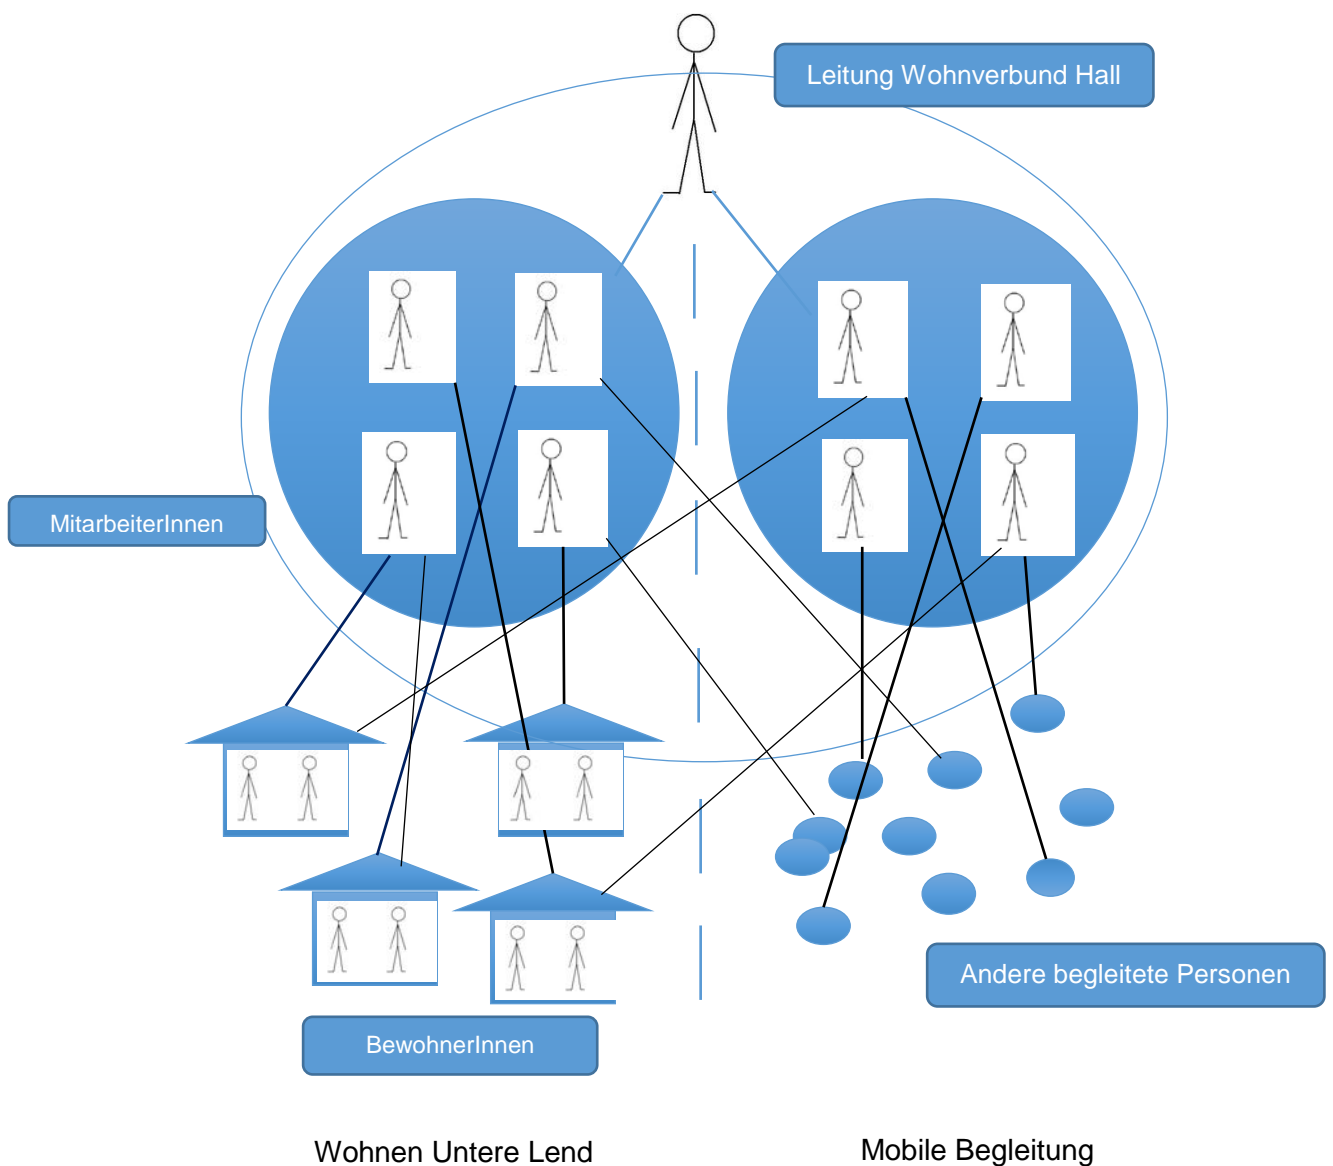 Leitung Wohnverbund Hall
MitarbeiterInnen
Andere begleitete Personen
BewohnerInnen
Wohnen Untere Lend
Mobile Begleitung